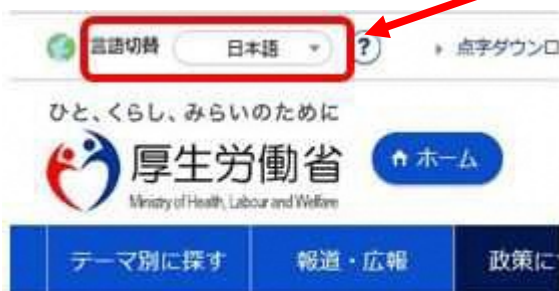 言語切替 日本語 ? 点字ダウンロ
ひと、くらし、みらいのために
厚生労働省 ホーム
Ministry of Health, Labour and Welfare
テーマ別に探す 報道・広報 政策に